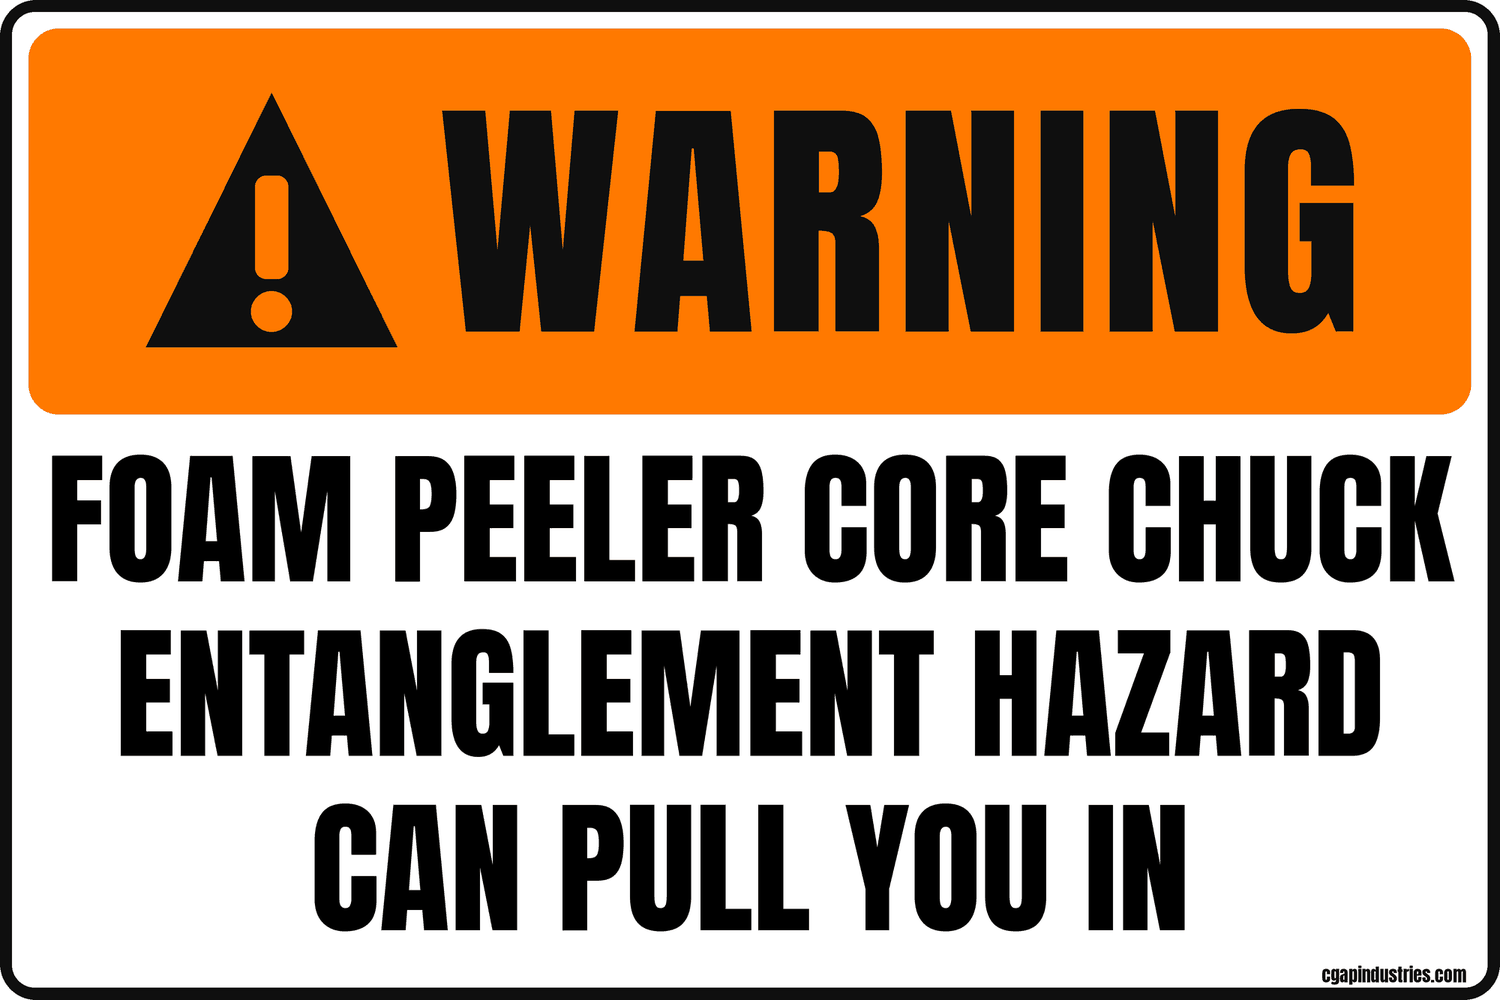 WARNING
FOAM PEELER CORE CHUCK
ENTANGLEMENT HAZARD
CAN PULL YOU IN
cgapindustries.com